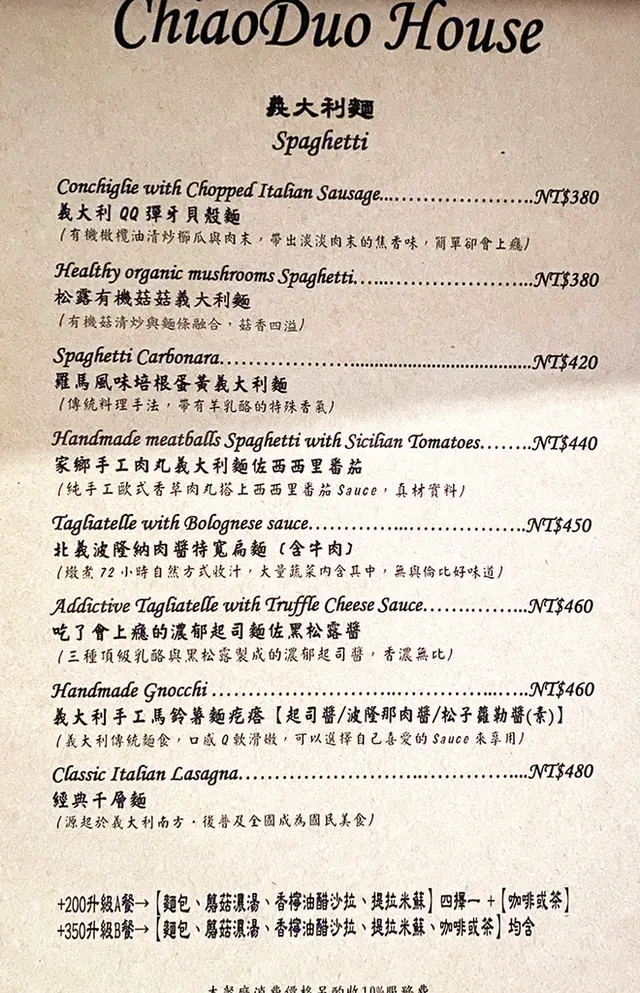 ChiaoDuo House
義大利麵
Spaghetti
Conchiglie with Chopped Italian Sausage.....................NT$380
義大利 QQ 彈牙貝殼麵
(有機橄欖油清炒櫛瓜與肉末，帶出淡淡肉末的焦香味，簡單卻會上癮)
Healthy organic mushrooms Spaghetti.........................NT$380
松露有機菇菇義大利麵
(有機菇清炒與麵條融合，菇香四溢)
Spaghetti Carbonara.........................................NT$420
羅馬風味培根蛋黃義大利麵
(傳統料理手法，帶有羊乳酪的特殊香氣)
Handmade meatballs Spaghetti with Sicilian Tomatoes........NT$440
家鄉手工肉丸義大利麵佐西西里番茄
(純手工歐式香草肉丸搭上西西里番茄 Sauce，真材實料)
Tagliatelle with Bolognese sauce............................NT$450
北義波隆納肉醬特寬扁麵 (含牛肉)
(燉煮 72 小時自然方式收汁，大量蔬菜內含其中，無與倫比好味道)
Addictive Tagliatelle with Truffle Cheese Sauce.............NT$460
吃了會上癮的濃郁起司麵佐黑松露醬
(三種頂級乳酪與黑松露製成的濃郁起司醬，香濃無比)
Handmade Gnocchi ...........................................NT$460
義大利手工馬鈴薯麵疙瘩【起司醬/波隆那肉醬/松子蘿勒醬(素)】
(義大利傳統麵食，口感 Q 軟滑嫩，可以選擇自己喜愛的 Sauce 來享用)
Classic Italian Lasagna.....................................NT$480
經典千層麵
(源起於義大利南方，後普及全國成為國民美食)
+200升級A餐→【麵包、蘑菇濃湯、香檸油醋沙拉、提拉米蘇】四擇一 +【咖啡或茶】
+350升級B餐→【麵包、蘑菇濃湯、香檸油醋沙拉、提拉米蘇、咖啡或茶】均含
本餐廳消費價格另酌收10%服務費